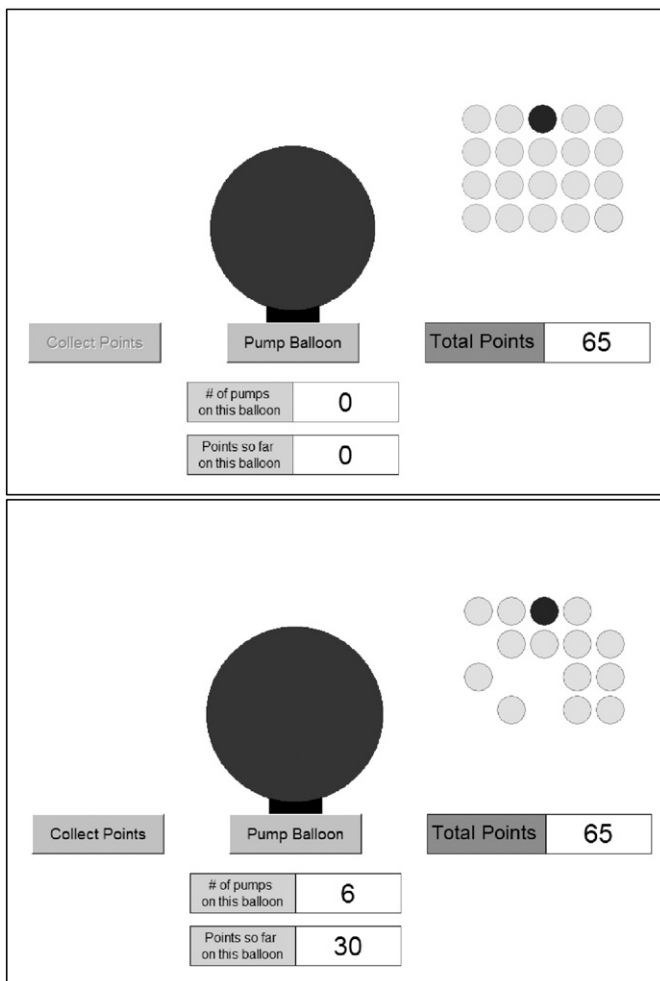 Collect Points
Pump Balloon
Total Points
65
# of pumps
on this balloon
0
Points so far
on this balloon
0
Collect Points
Pump Balloon
Total Points
65
# of pumps
on this balloon
6
Points so far
on this balloon
30